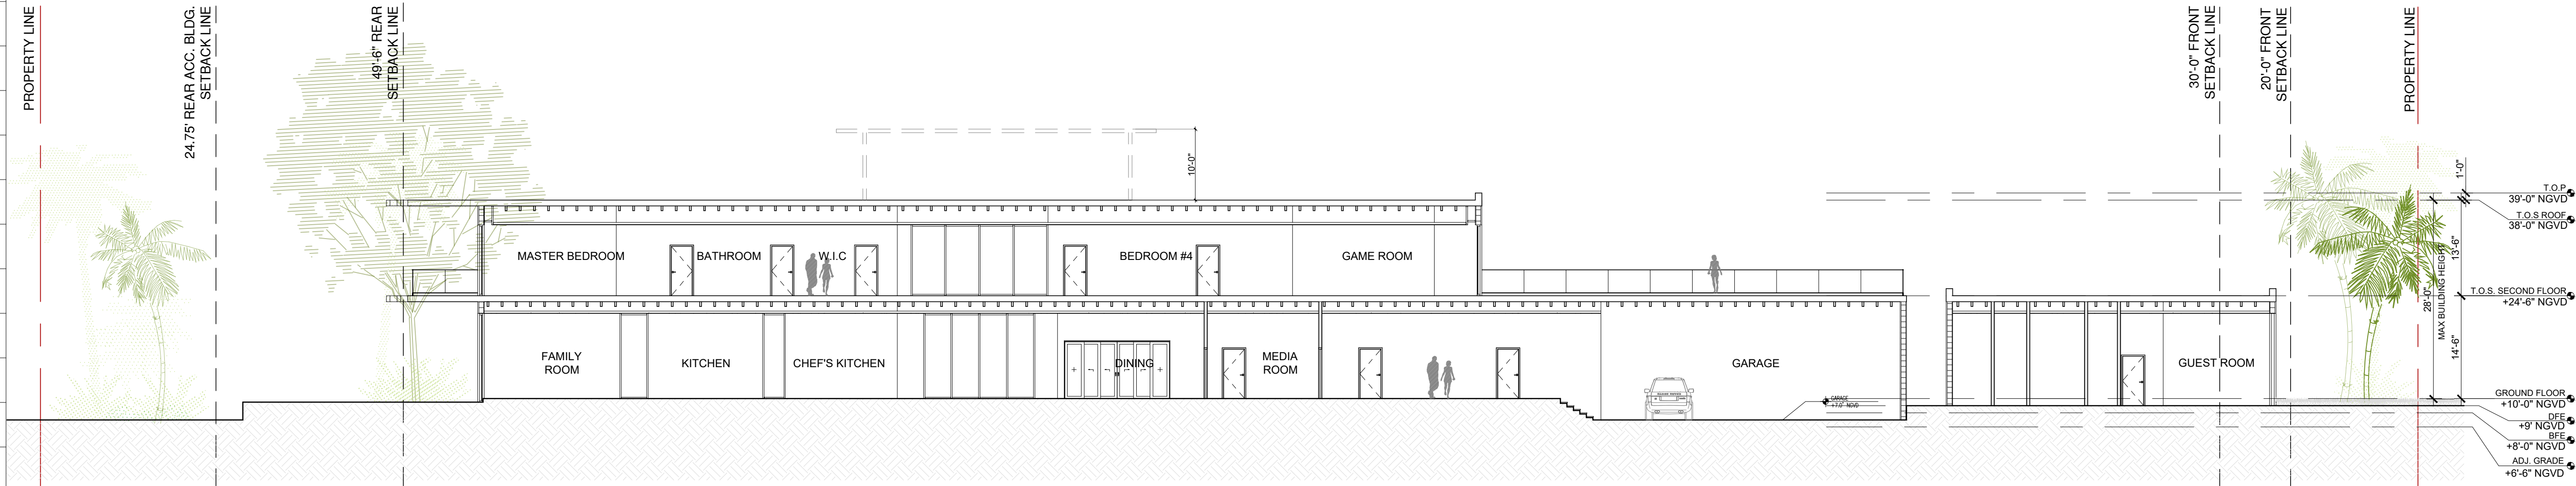 PROPERTY LINE
24.75' REAR ACC. BLDG.
SETBACK LINE
49'-6" REAR
SETBACK LINE
30'-0" FRONT
SETBACK LINE
20'-0" FRONT
SETBACK LINE
PROPERTY LINE
10'-0"
1'-0"
T.O.P
39'-0" NGVD
T.O.S ROOF
38'-0" NGVD
MASTER BEDROOM
BATHROOM
W.I.C
BEDROOM #4
GAME ROOM
28'-0"
MAX BUILDING HEIGHT
13'-6"
T.O.S. SECOND FLOOR
+24'-6" NGVD
14'-6"
FAMILY
ROOM
KITCHEN
CHEF'S KITCHEN
DINING
MEDIA
ROOM
GARAGE
GUEST ROOM
GARAGE
+7.0" NGVD
GROUND FLOOR
+10'-0" NGVD
DFE
+9' NGVD
BFE
+8'-0" NGVD
ADJ. GRADE
+6'-6" NGVD